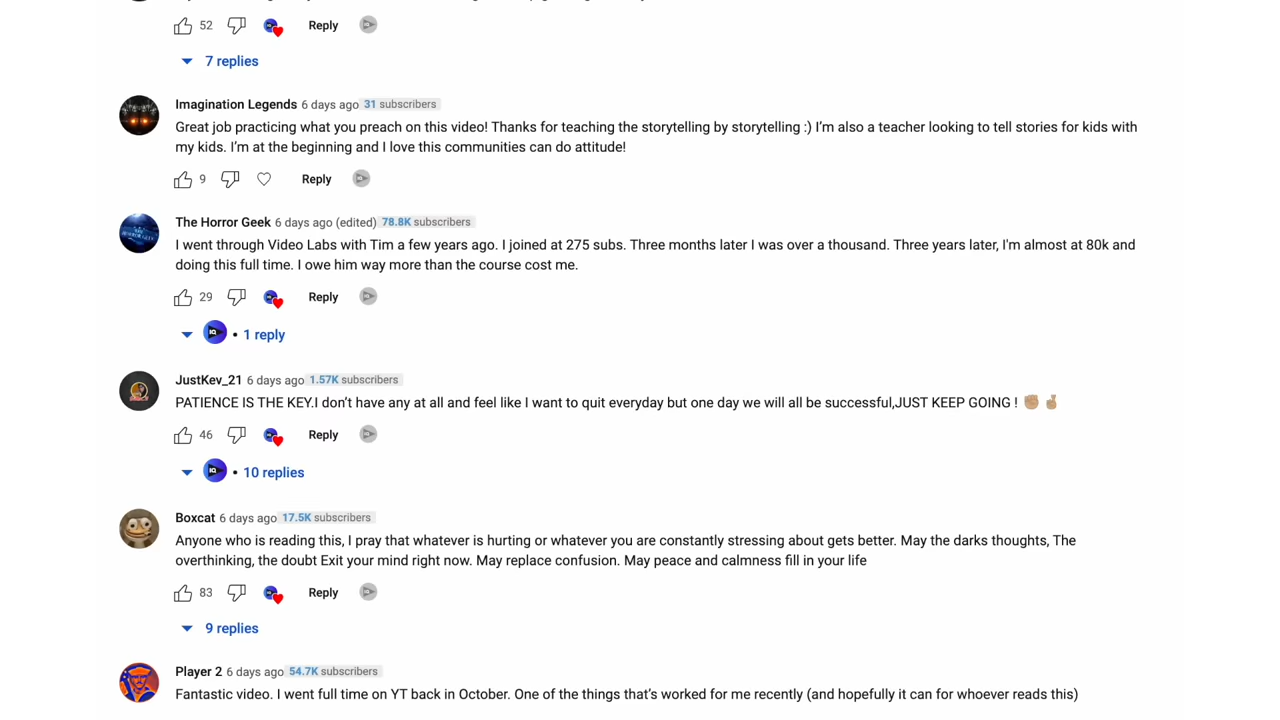 52 Reply
7 replies
Imagination Legends 6 days ago 31 subscribers
Great job practicing what you preach on this video! Thanks for teaching the storytelling by storytelling :) I'm also a teacher looking to tell stories for kids with
my kids. I'm at the beginning and I love this communities can do attitude!
9 Reply
The Horror Geek 6 days ago (edited) 78.8K subscribers
I went through Video Labs with Tim a few years ago. I joined at 275 subs. Three months later I was over a thousand. Three years later, I'm almost at 80k and
doing this full time. I owe him way more than the course cost me.
29 Reply
IQ • 1 reply
JustKev_21 6 days ago 1.57K subscribers
PATIENCE IS THE KEY.I don't have any at all and feel like I want to quit everyday but one day we will all be successful,JUST KEEP GOING ! ✊🏽 🤞🏽
46 Reply
IQ • 10 replies
Boxcat 6 days ago 17.5K subscribers
Anyone who is reading this, I pray that whatever is hurting or whatever you are constantly stressing about gets better. May the darks thoughts, The
overthinking, the doubt Exit your mind right now. May replace confusion. May peace and calmness fill in your life
83 Reply
9 replies
Player 2 6 days ago 54.7K subscribers
Fantastic video. I went full time on YT back in October. One of the things that's worked for me recently (and hopefully it can for whoever reads this)